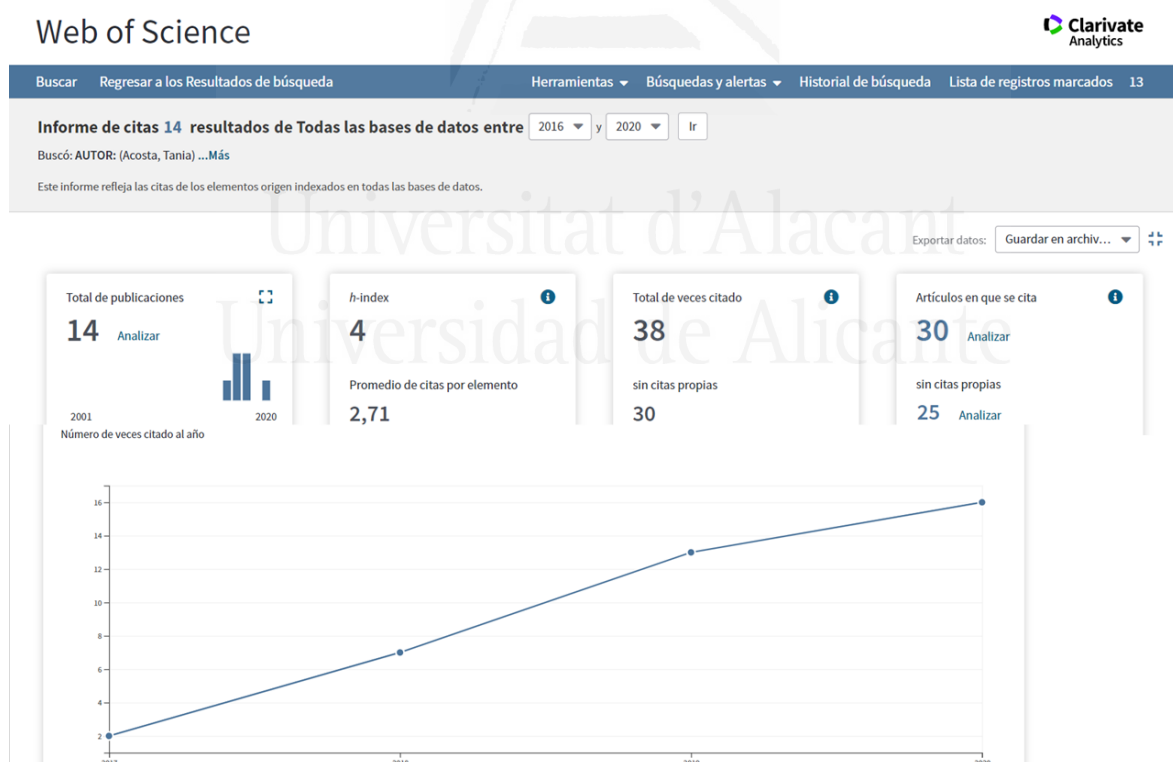 Web of Science
Clarivate
Analytics
Buscar Regresar a los Resultados de búsqueda Herramientas Búsquedas y alertas Historial de búsqueda Lista de registros marcados 13
Informe de citas 14 resultados de Todas las bases de datos entre 2016 y 2020 Ir
Buscó: AUTOR: (Acosta, Tania) ...Más
Este informe refleja las citas de los elementos origen indexados en todas las bases de datos.
Universitat d'Alacant
Universidad de Alicante
Exportar datos: Guardar en archiv...
Total de publicaciones
14 Analizar
2001 2020
h-index
4
Promedio de citas por elemento
2,71
Total de veces citado
38
sin citas propias
30
Artículos en que se cita
30 Analizar
sin citas propias
25 Analizar
Número de veces citado al año
16
14
12
10
8
6
4
2